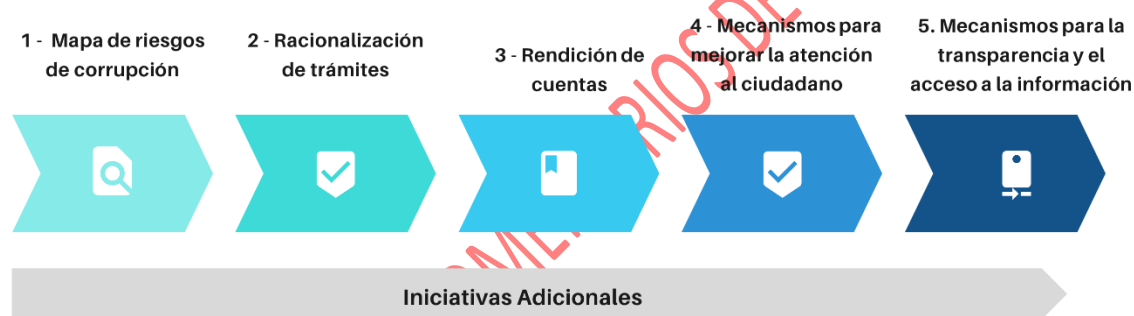 1 - Mapa de riesgos
de corrupción
2 - Racionalización
de trámites
3 - Rendición de
cuentas
4 - Mecanismos para
mejorar la atención
al ciudadano
5. Mecanismos para la
transparencia y el
acceso a la información
Iniciativas Adicionales